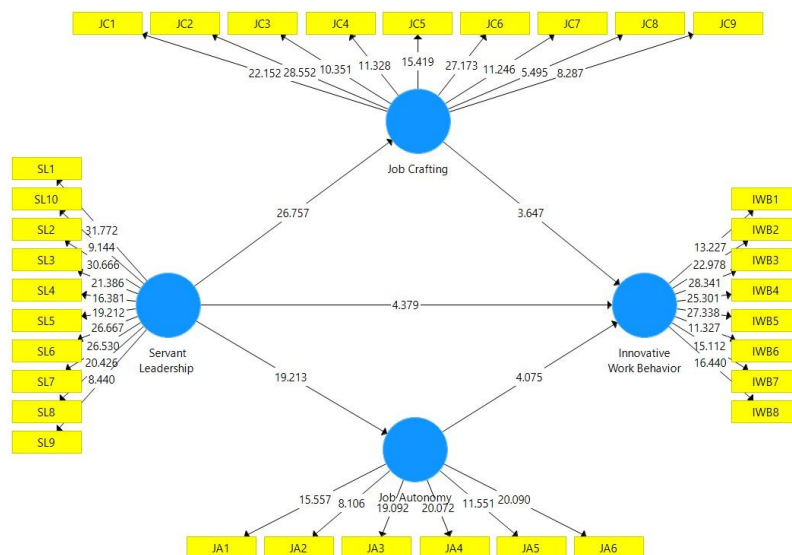 JC1 JC2 JC3 JC4 JC5 JC6 JC7 JC8 JC9
22.152 28.552 10.351 11.328 15.419 27.173 11.246 5.495 8.287
Job Crafting
SL1
SL10
SL2
SL3
SL4
SL5
SL6
SL7
SL8
SL9
31.772
9.144
30.666
21.386
16.381
19.212
26.667
26.530
20.426
8.440
Servant
Leadership
26.757
3.647
4.379
19.213
4.075
Innovative
Work Behavior
13.227
22.978
28.341
25.301
27.338
11.327
15.112
16.440
IWB1
IWB2
IWB3
IWB4
IWB5
IWB6
IWB7
IWB8
Job Autonomy
15.557 8.106 19.092 20.072 11.551 20.090
JA1 JA2 JA3 JA4 JA5 JA6